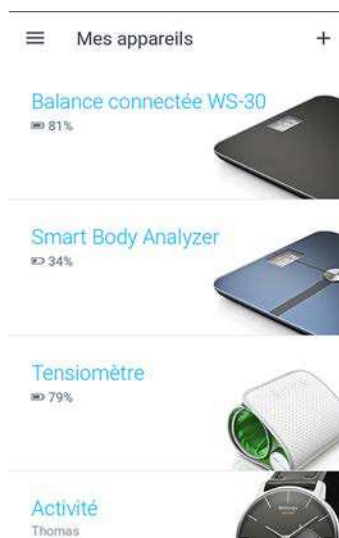 Mes appareils
Balance connectée WS-30
81%
Smart Body Analyzer
34%
Tensiomètre
79%
Activité
Thomas